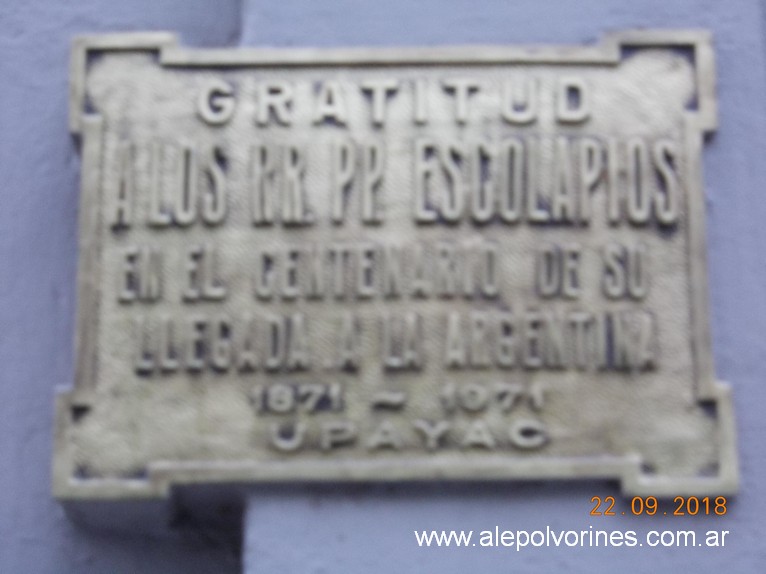 GRATITUD
A LOS RR. PP. ESCOLAPIOS
EN EL CENTENARIO DE SU
LLEGADA A LA ARGENTINA
1871 ~ 1971
UPAYAC
22.09.2018
www.alepolvorines.com.ar